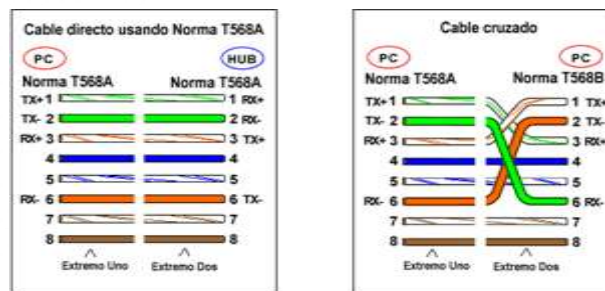 Cable directo usando Norma T568A
PC HUB
Norma T568A Norma T568A
TX+ 1 1 RX+
TX- 2 2 RX-
RX+ 3 3 TX+
4 4
5 5
RX- 6 6 TX-
7 7
8 8
Extremo Uno Extremo Dos
Cable cruzado
PC PC
Norma T568A Norma T568B
TX+ 1 1 TX+
TX- 2 2 TX-
RX+ 3 3 RX+
4 4
5 5
RX- 6 6 RX-
7 7
8 8
Extremo Uno Extremo Dos